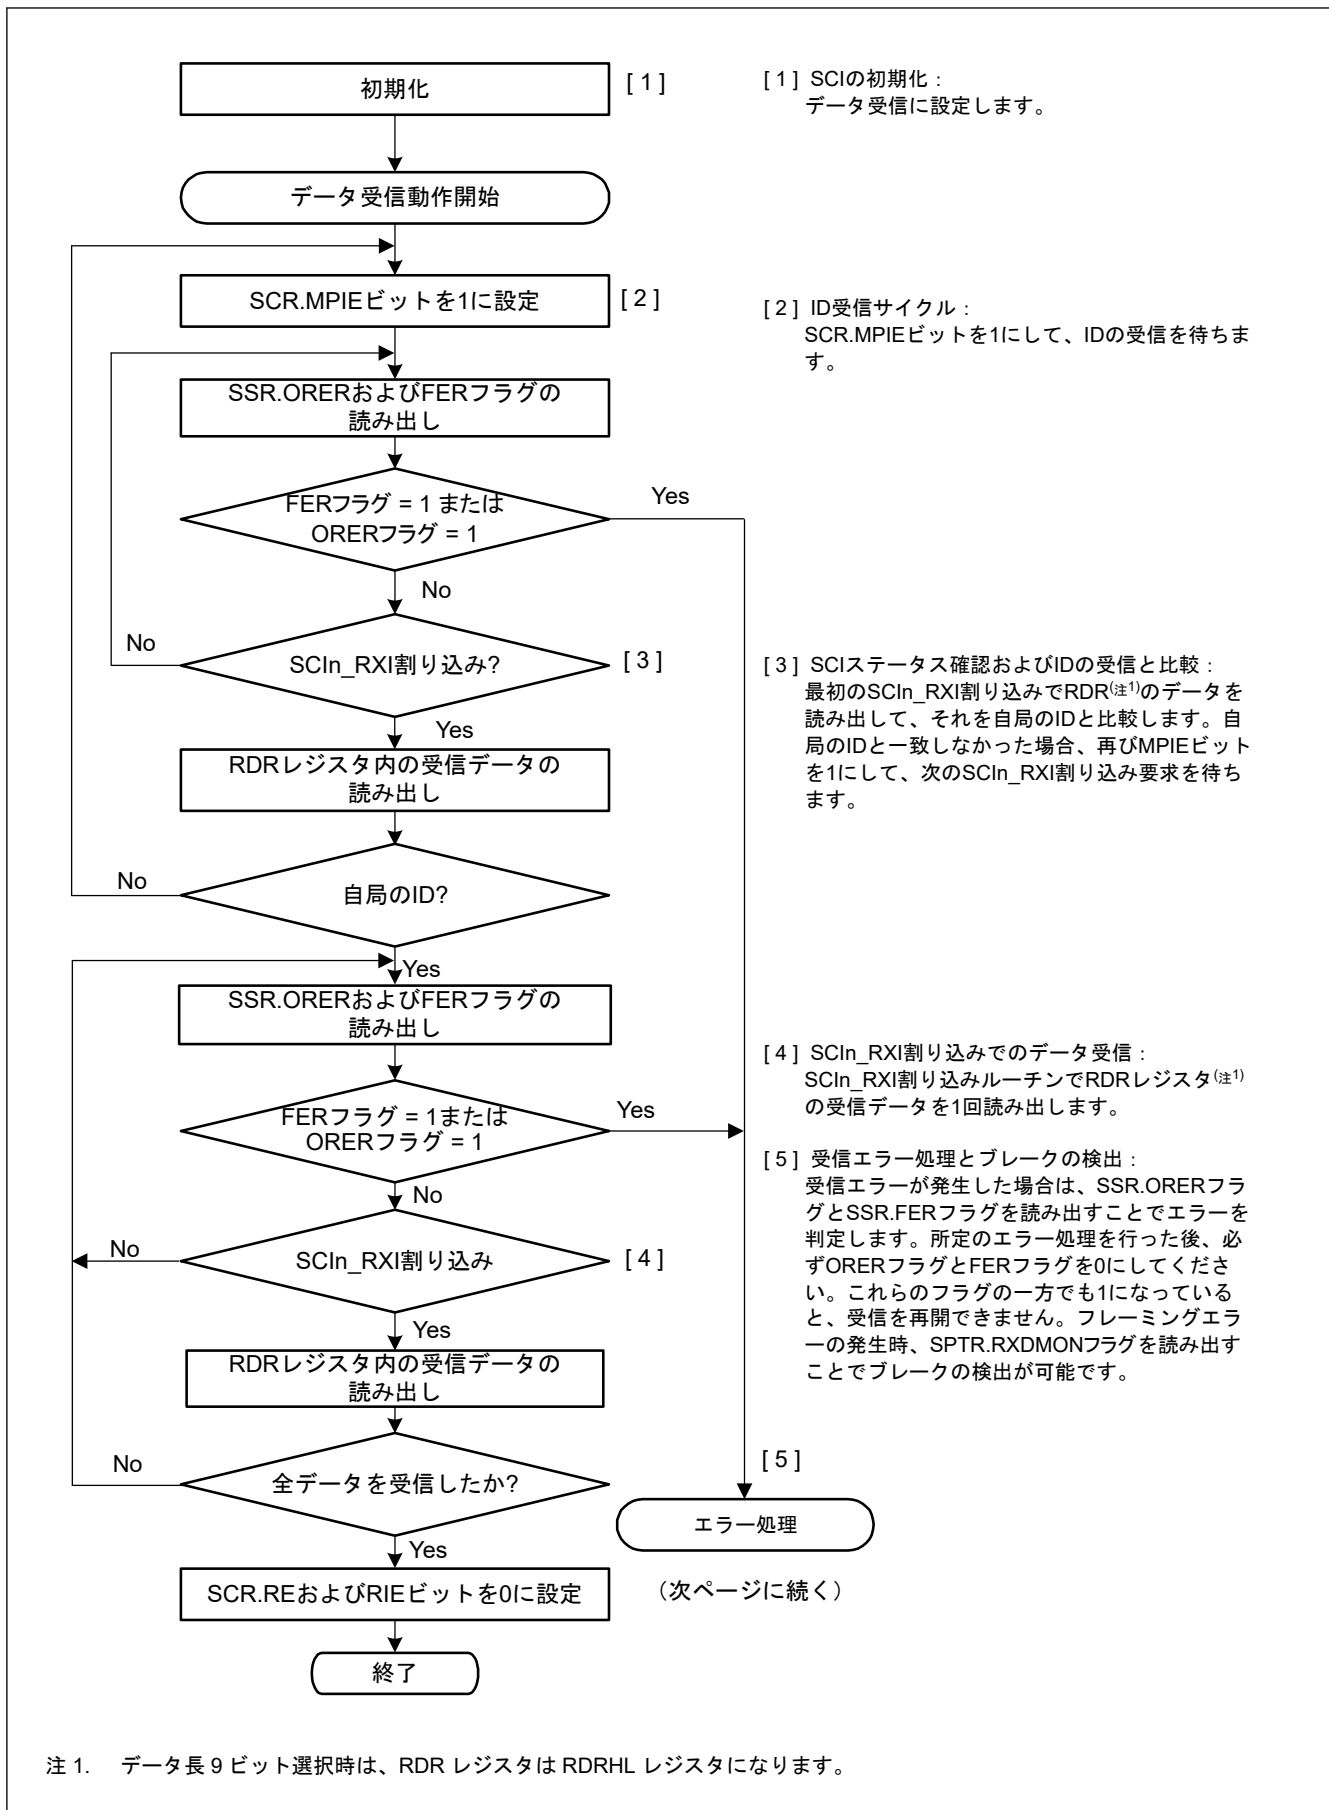 初期化
[ 1 ]
[ 1 ] SCIの初期化：
データ受信に設定します。
データ受信動作開始
SCR.MPIEビットを1に設定
[ 2 ]
[ 2 ] ID受信サイクル：
SCR.MPIEビットを1にして、IDの受信を待ちま
す。
SSR.ORERおよびFERフラグの
読み出し
FERフラグ = 1 または
ORERフラグ = 1
Yes
No
No
SCIn_RXI割り込み?
[ 3 ]
[ 3 ] SCIステータス確認およびIDの受信と比較：
最初のSCIn_RXI割り込みでRDR(注1)のデータを
読み出して、それを自局のIDと比較します。自
局のIDと一致しなかった場合、再びMPIEビット
を1にして、次のSCIn_RXI割り込み要求を待ち
ます。
Yes
RDRレジスタ内の受信データの
読み出し
No
自局のID?
Yes
SSR.ORERおよびFERフラグの
読み出し
[ 4 ] SCIn_RXI割り込みでのデータ受信：
SCIn_RXI割り込みルーチンでRDRレジスタ(注1)
の受信データを1回読み出します。
FERフラグ = 1または
ORERフラグ = 1
Yes
[ 5 ] 受信エラー処理とブレークの検出：
受信エラーが発生した場合は、SSR.ORERフラ
グとSSR.FERフラグを読み出すことでエラーを
判定します。所定のエラー処理を行った後、必
ずORERフラグとFERフラグを0にしてくださ
い。これらのフラグの一方でも1になっている
と、受信を再開できません。フレーミングエラ
ーの発生時、SPTR.RXDMONフラグを読み出す
ことでブレークの検出が可能です。
No
No
SCIn_RXI割り込み
[ 4 ]
Yes
RDRレジスタ内の受信データの
読み出し
No
全データを受信したか?
[ 5 ]
エラー処理
Yes
SCR.REおよびRIEビットを0に設定
（次ページに続く）
終了
注 1. データ長 9 ビット選択時は、RDR レジスタは RDRHL レジスタになります。